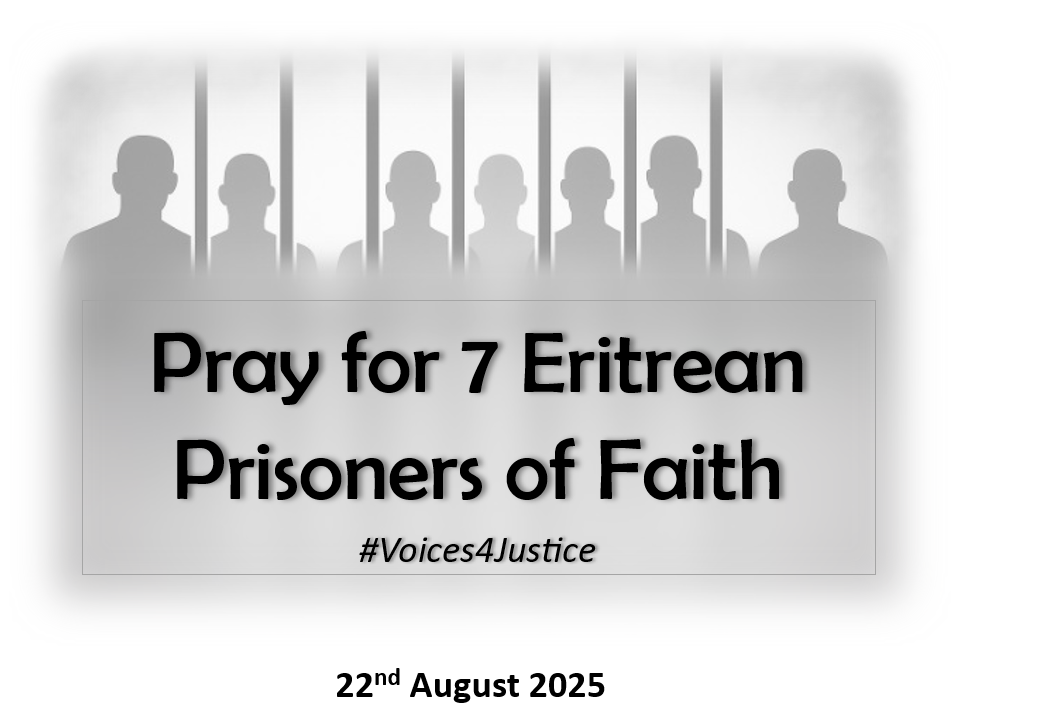 Pray for 7 Eritrean
Prisoners of Faith
#Voices4Justice
22nd August 2025